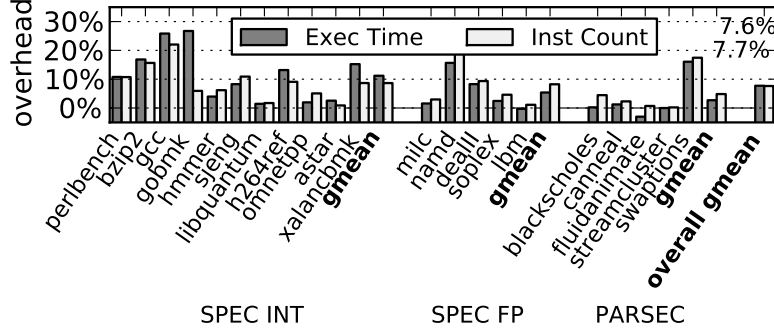 overhead
30%
20%
10%
0%
Exec Time
Inst Count
7.6%
7.7%
perlbench
bzip2
gcc
gobmk
hmmer
sjeng
libquantum
h264ref
omnetpp
astar
xalancbmk
gmean
milc
namd
dealII
soplex
lbm
gmean
blackscholes
canneal
fluidanimate
streamcluster
swaptions
gmean
overall gmean
SPEC INT
SPEC FP
PARSEC